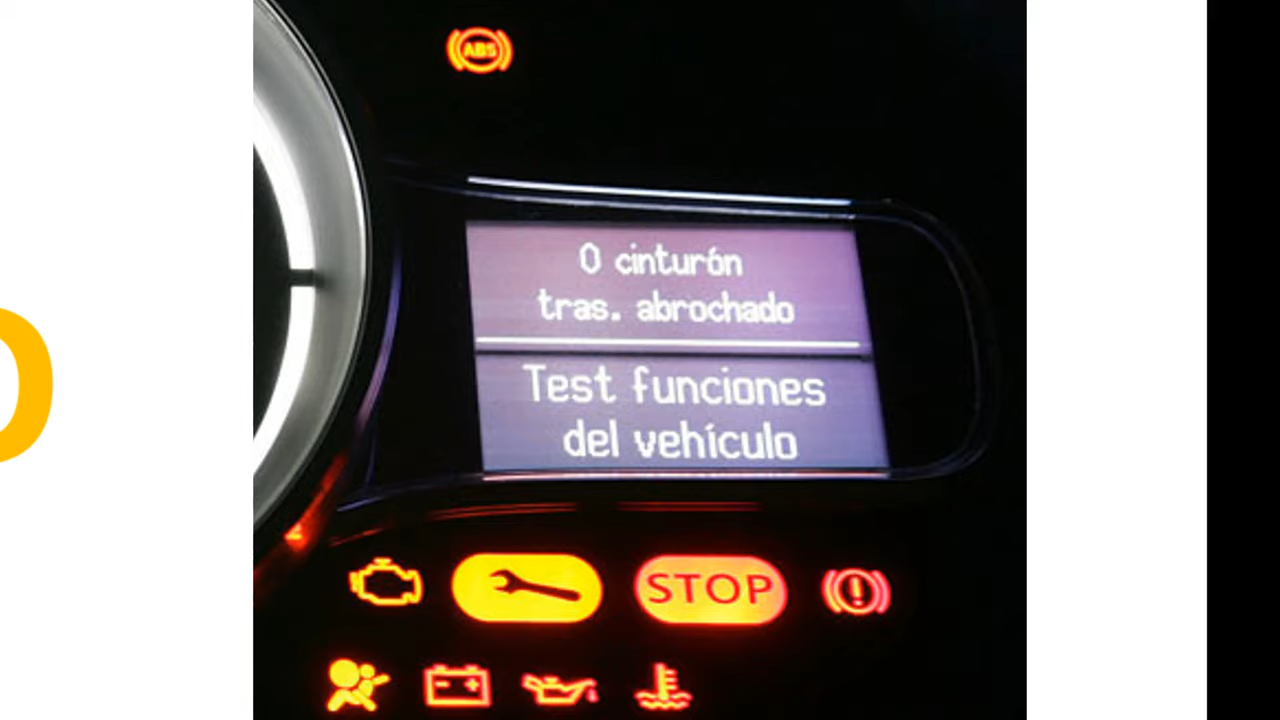 ABS
0 cinturón
tras. abrochado
Test funciones
del vehículo
STOP